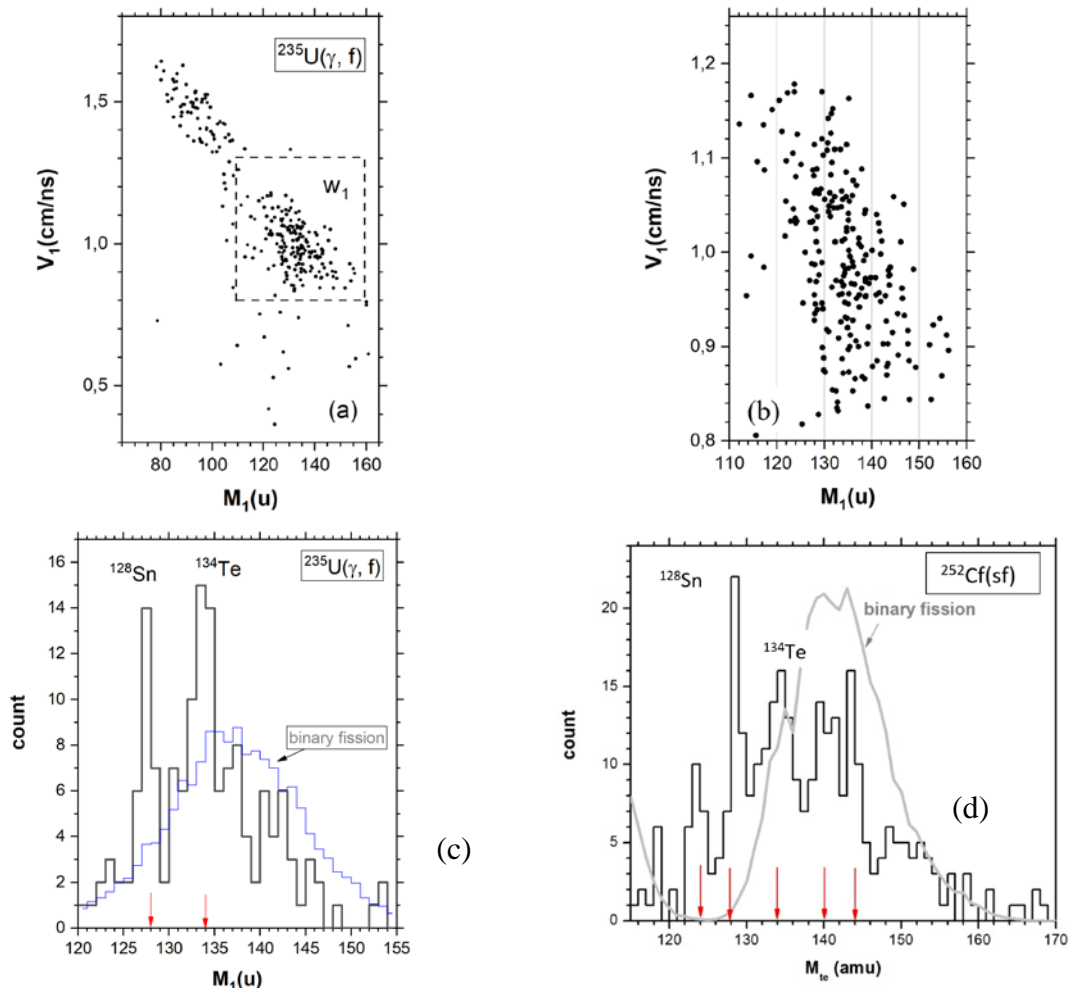 ²³⁵U(γ, f)
w₁
(a)
V₁(cm/ns)
1,5
1,0
0,5
80 100 120 140 160
M₁(u)
(b)
V₁(cm/ns)
1,2
1,1
1,0
0,9
0,8
110 120 130 140 150 160
M₁(u)
²³⁵U(γ, f)
¹²⁸Sn
¹³⁴Te
binary fission
(c)
count
16
14
12
10
8
6
4
2
0
120 125 130 135 140 145 150 155
M₁(u)
²⁵²Cf(sf)
¹²⁸Sn
binary fission
¹³⁴Te
(d)
count
20
15
10
5
0
120 130 140 150 160 170
M_te (amu)